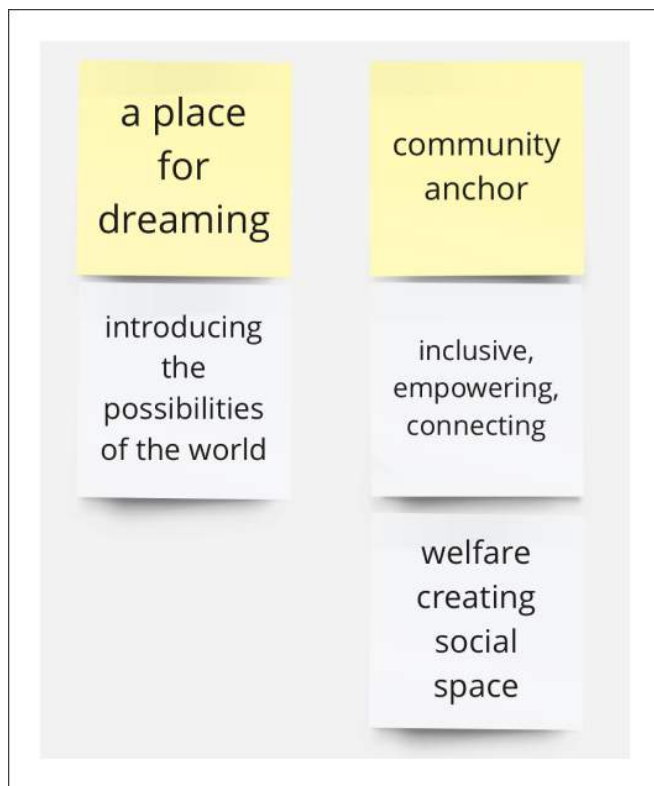 a place
for
dreaming
introducing
the
possibilities
of the world
community
anchor
inclusive,
empowering,
connecting
welfare
creating
social
space